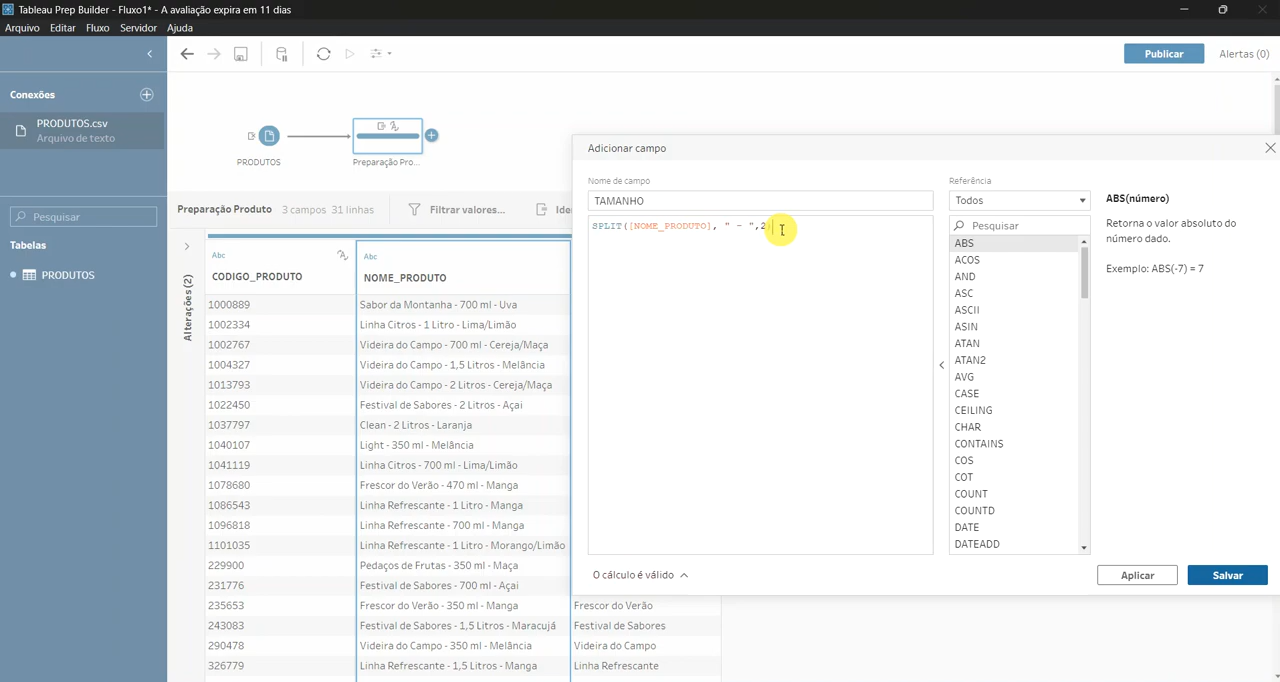 Tableau Prep Builder - Fluxo1* - A avaliação expira em 11 dias
Arquivo Editar Fluxo Servidor Ajuda
Publicar
Alertas (0)
Conexões
PRODUTOS.csv
Arquivo de texto
Pesquisar
Tabelas
PRODUTOS
PRODUTOS
Preparação Pro...
Preparação Produto 3 campos 31 linhas
Filtrar valores...
Alterações (2)
Abc
CODIGO_PRODUTO
Abc
NOME_PRODUTO
1000889 Sabor da Montanha - 700 ml - Uva
1002334 Linha Citros - 1 Litro - Lima/Limão
1002767 Videira do Campo - 700 ml - Cereja/Maça
1004327 Videira do Campo - 1,5 Litros - Melância
1013793 Videira do Campo - 2 Litros - Cereja/Maça
1022450 Festival de Sabores - 2 Litros - Açai
1037797 Clean - 2 Litros - Laranja
1040107 Light - 350 ml - Melância
1041119 Linha Citros - 700 ml - Lima/Limão
1078680 Frescor do Verão - 470 ml - Manga
1086543 Linha Refrescante - 1 Litro - Manga
1096818 Linha Refrescante - 700 ml - Manga
1101035 Linha Refrescante - 1 Litro - Morango/Limão
229900 Pedaços de Frutas - 350 ml - Maça
231776 Festival de Sabores - 700 ml - Açai
235653 Frescor do Verão - 350 ml - Manga Frescor do Verão
243083 Festival de Sabores - 1,5 Litros - Maracujá Festival de Sabores
290478 Videira do Campo - 350 ml - Melância Videira do Campo
326779 Linha Refrescante - 1,5 Litros - Manga Linha Refrescante
Adicionar campo
Nome de campo
TAMANHO
SPLIT([NOME_PRODUTO], " - ",2)
O cálculo é válido
Referência
Todos
Pesquisar
ABS
ACOS
AND
ASC
ASCII
ASIN
ATAN
ATAN2
AVG
CASE
CEILING
CHAR
CONTAINS
COS
COT
COUNT
COUNTD
DATE
DATEADD
ABS(número)
Retorna o valor absoluto do
número dado.
Exemplo: ABS(-7) = 7
Aplicar
Salvar